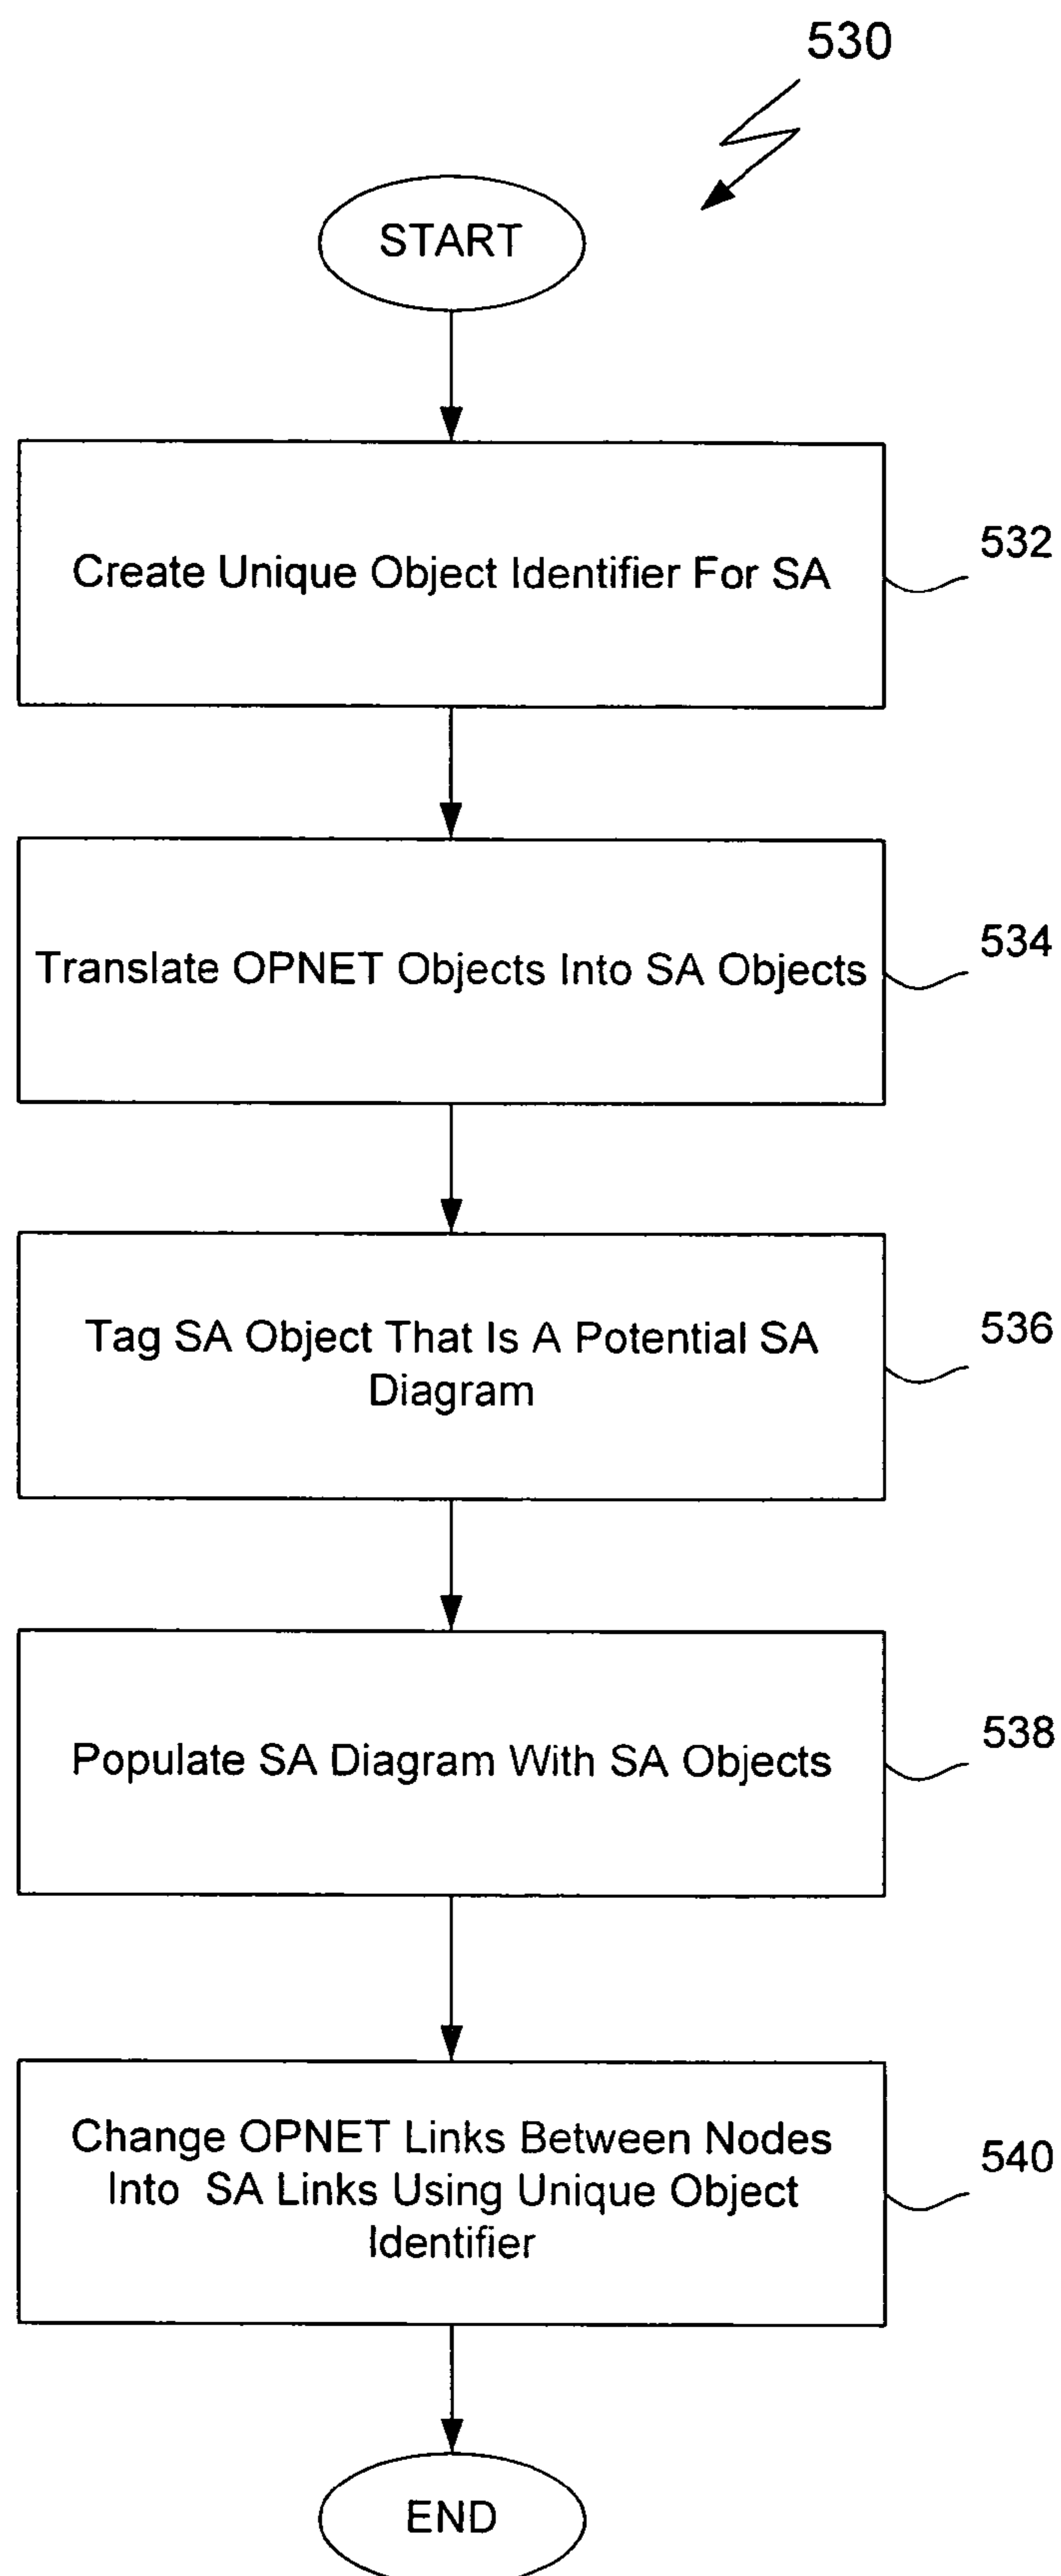 530
START
Create Unique Object Identifier For SA
532
Translate OPNET Objects Into SA Objects
534
Tag SA Object That Is A Potential SA
Diagram
536
Populate SA Diagram With SA Objects
538
Change OPNET Links Between Nodes
Into SA Links Using Unique Object
Identifier
540
END